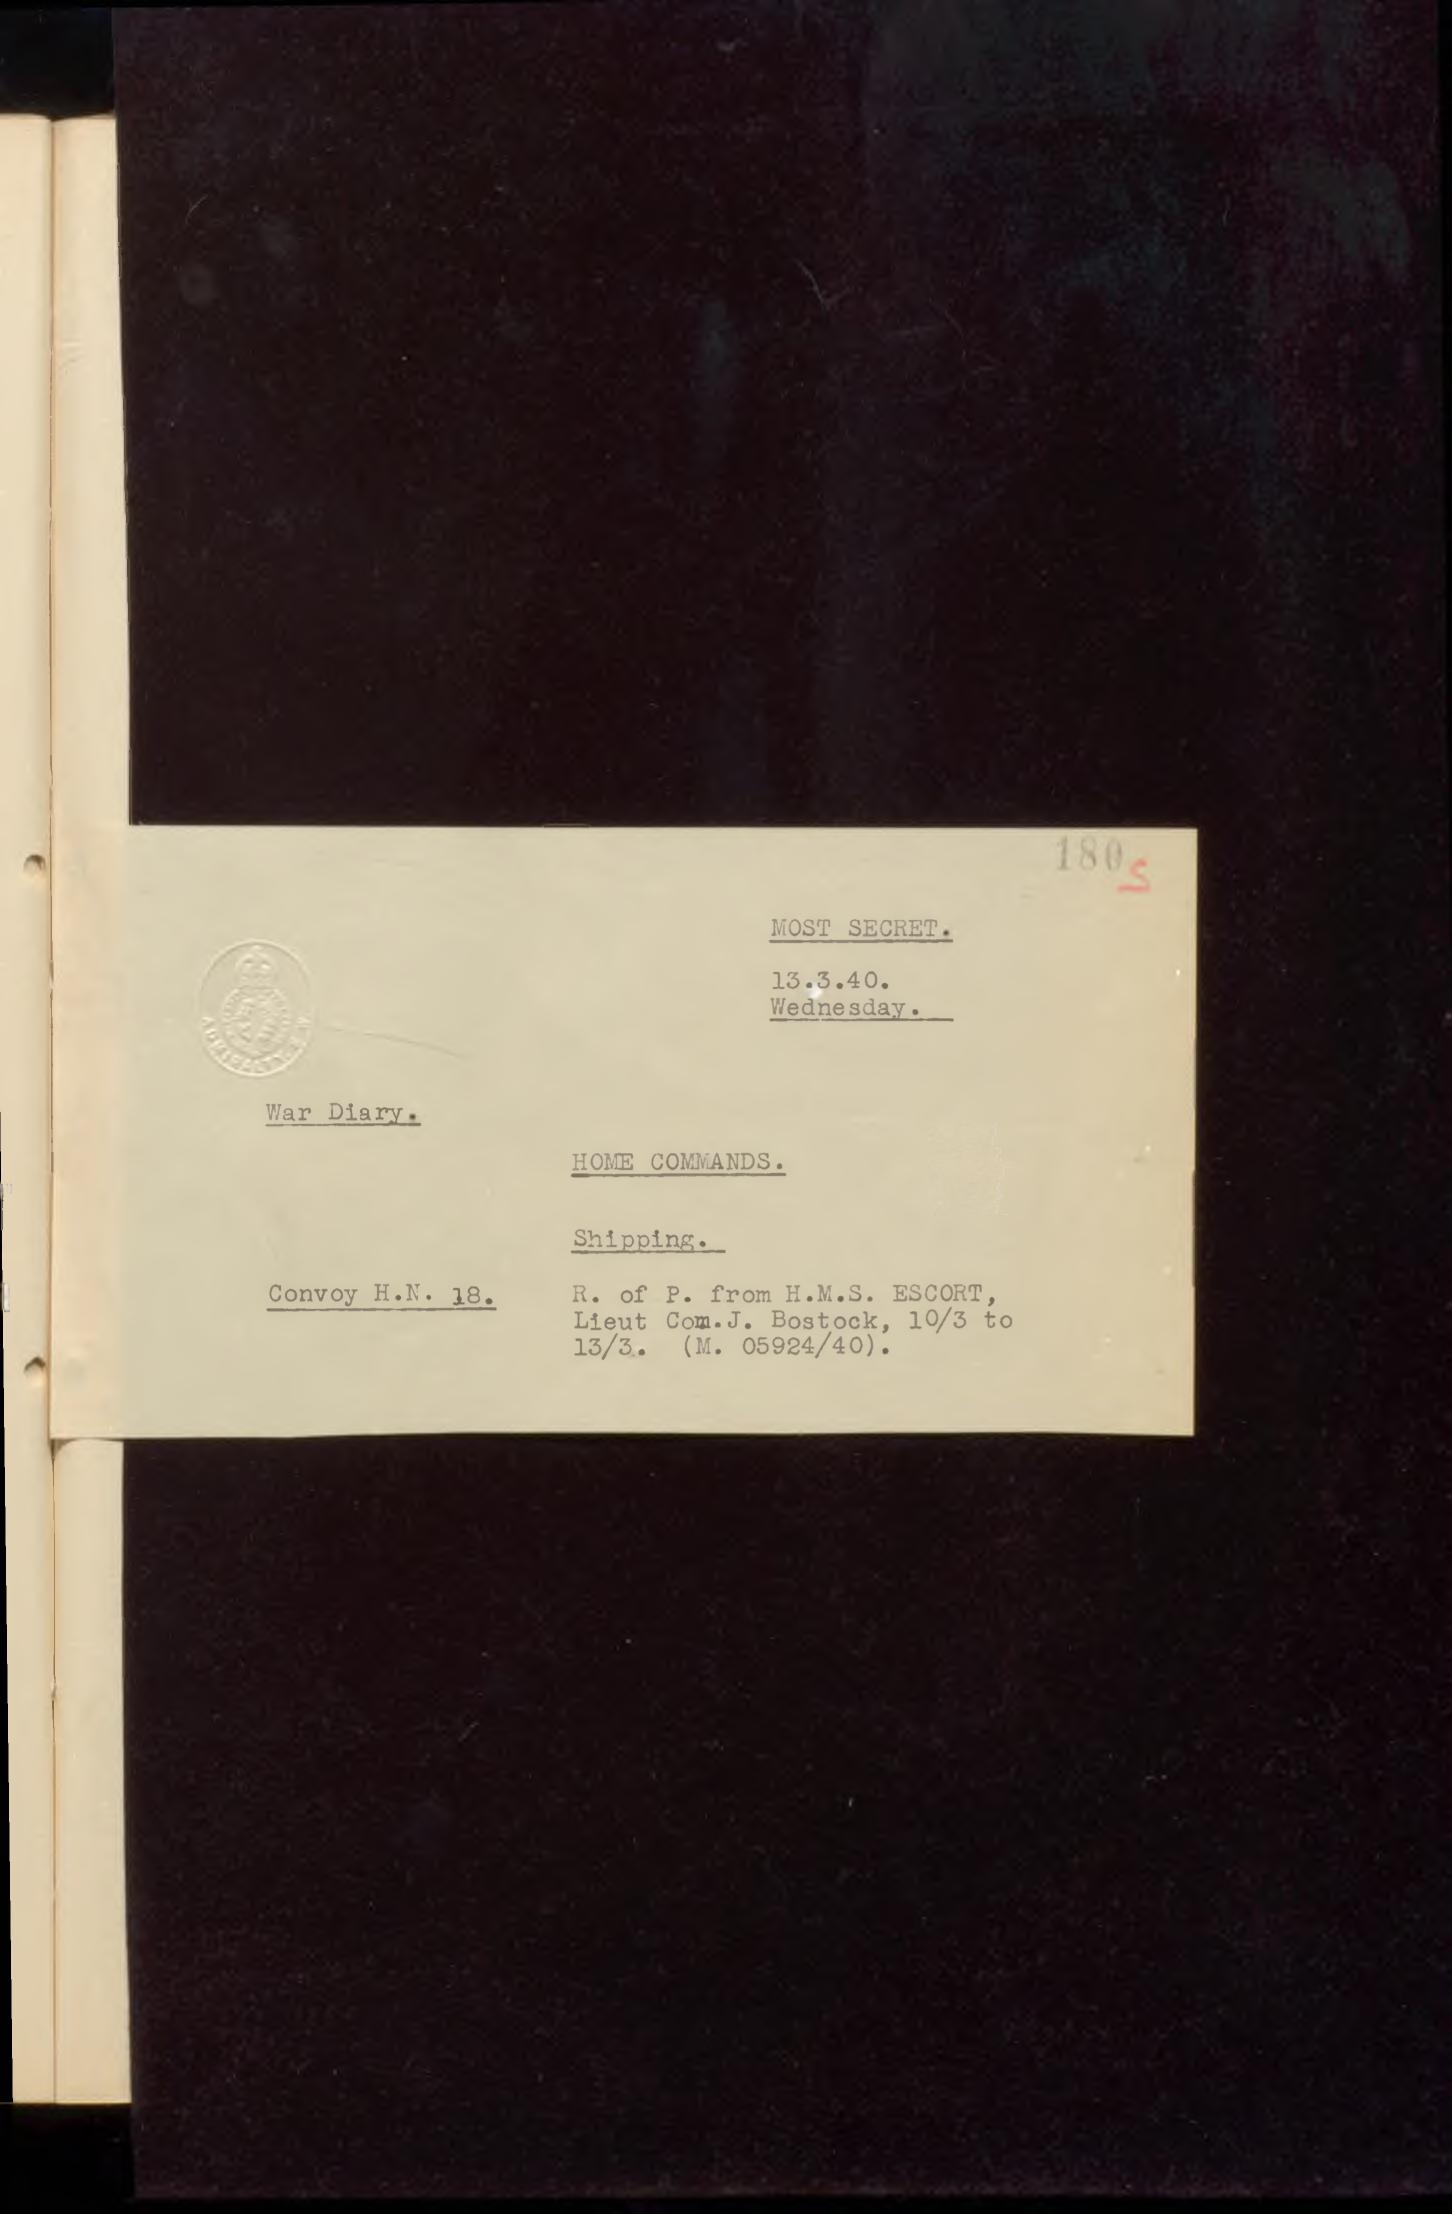 180
S
MOST SECRET.
13.3.40.
Wednesday.
War Diary.
HOME COMMANDS.
Shipping.
Convoy H.N. 18.
R. of P. from H.M.S. ESCORT,
Lieut Com.J. Bostock, 10/3 to
13/3. (M. 05924/40).